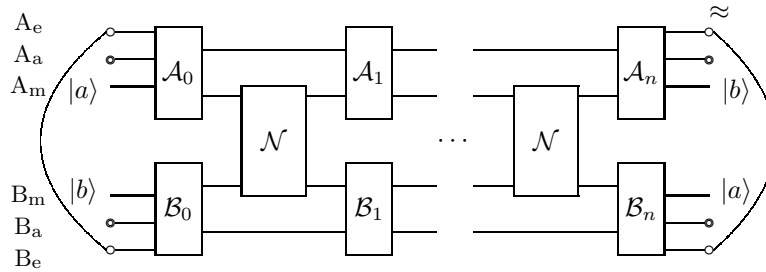 ≈
A_e
A_a
A_m |a⟩ 𝒜_0 𝒜_1 𝒜_n |b⟩
𝒩 ··· 𝒩
B_m |b⟩ ℬ_0 ℬ_1 ℬ_n |a⟩
B_a
B_e